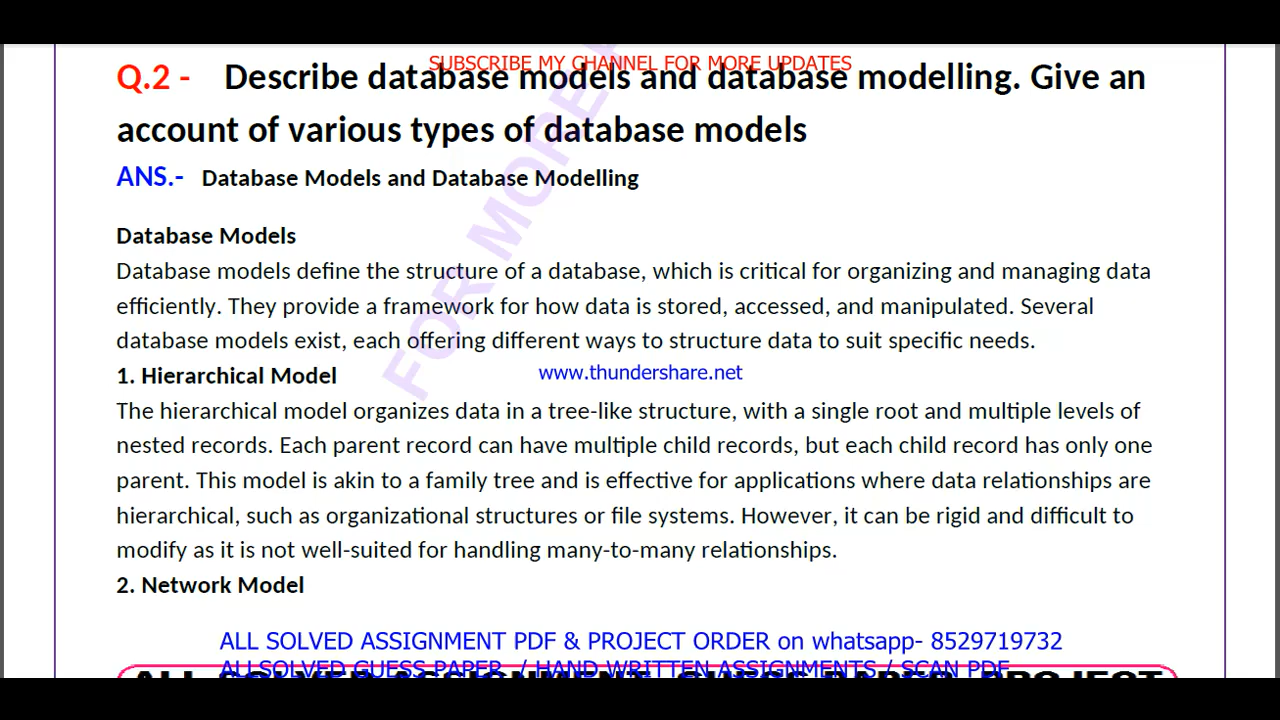 SUBSCRIBE MY CHANNEL FOR MORE UPDATES
Q.2 - Describe database models and database modelling. Give an
account of various types of database models
ANS.- Database Models and Database Modelling
Database Models
Database models define the structure of a database, which is critical for organizing and managing data
efficiently. They provide a framework for how data is stored, accessed, and manipulated. Several
database models exist, each offering different ways to structure data to suit specific needs.
www.thundershare.net
1. Hierarchical Model
The hierarchical model organizes data in a tree-like structure, with a single root and multiple levels of
nested records. Each parent record can have multiple child records, but each child record has only one
parent. This model is akin to a family tree and is effective for applications where data relationships are
hierarchical, such as organizational structures or file systems. However, it can be rigid and difficult to
modify as it is not well-suited for handling many-to-many relationships.
2. Network Model
FOR MORE
ALL SOLVED ASSIGNMENT PDF & PROJECT ORDER on whatsapp- 8529719732
ALLSOLVED GUESS PAPER / HAND WRITTEN ASSIGNMENTS / SCAN PDF